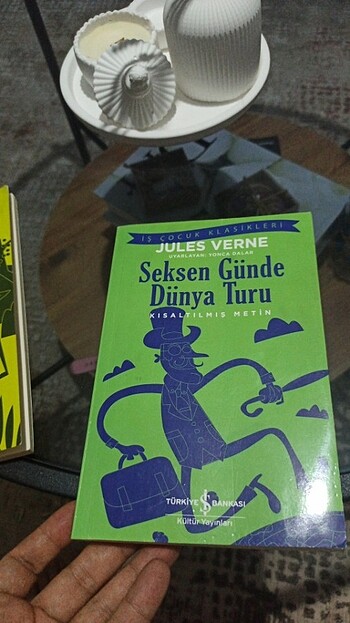 İŞ ÇOCUK KLASİKLERİ
JULES VERNE
UYARLAYAN: TONCA DALAR
Seksen Günde
Dünya Turu
KISALTILMIŞ METİN
TÜRKİYE İŞ BANKASI
Kültür Yayınları